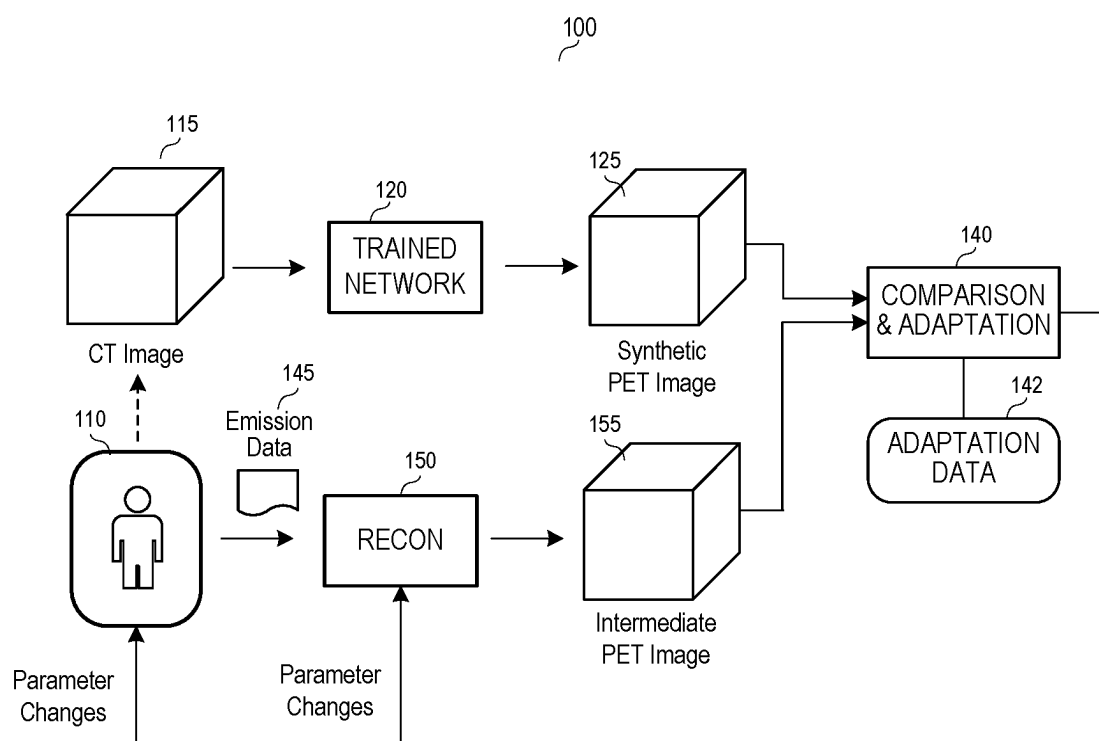 100
115
CT Image
120
TRAINED
NETWORK
125
Synthetic
PET Image
140
COMPARISON
& ADAPTATION
142
ADAPTATION
DATA
110
145
Emission
Data
150
RECON
155
Intermediate
PET Image
Parameter
Changes
Parameter
Changes